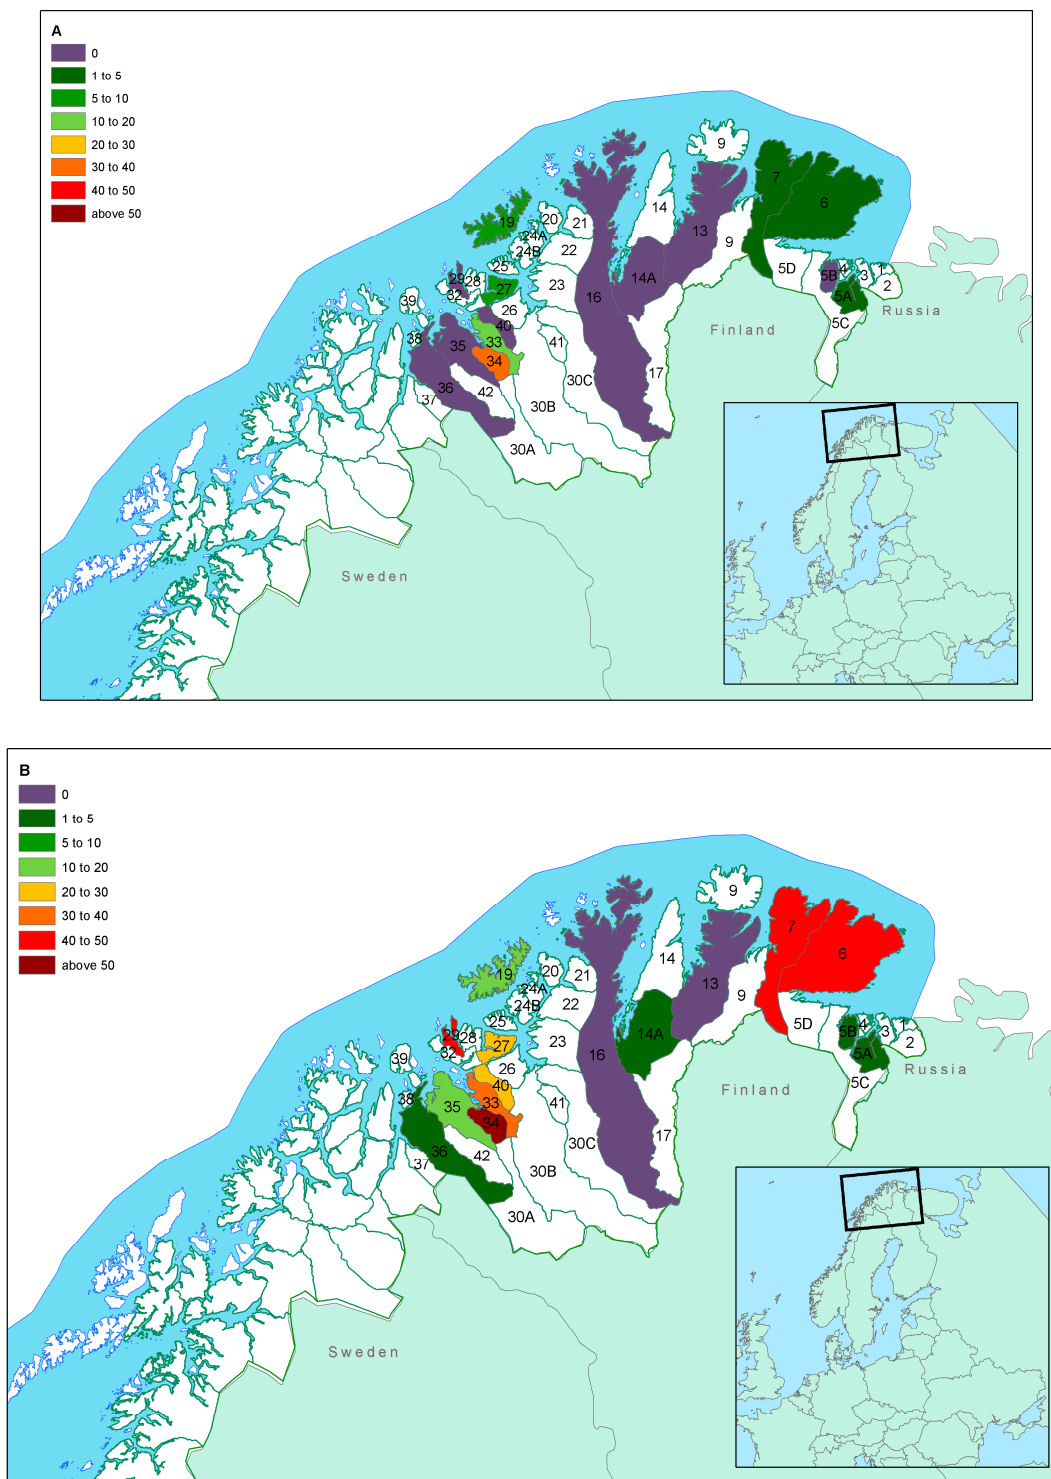 A
0
1 to 5
5 to 10
10 to 20
20 to 30
30 to 40
40 to 50
above 50
9
7
6
14
19
20
21
24A
24B
22
13
9
14A
5D
5B
4
3
1
2
5A
5C
25
29
28
32
27
23
16
39
26
40
38
35
33
34
41
36
37
42
30C
17
30B
30A
Russia
Finland
Sweden
B
0
1 to 5
5 to 10
10 to 20
20 to 30
30 to 40
40 to 50
above 50
9
7
6
14
19
20
21
24A
24B
22
13
9
14A
5D
5B
4
3
1
2
5A
5C
25
29
28
32
27
23
16
39
26
40
38
35
33
34
41
36
37
42
30C
17
30B
30A
Russia
Finland
Sweden